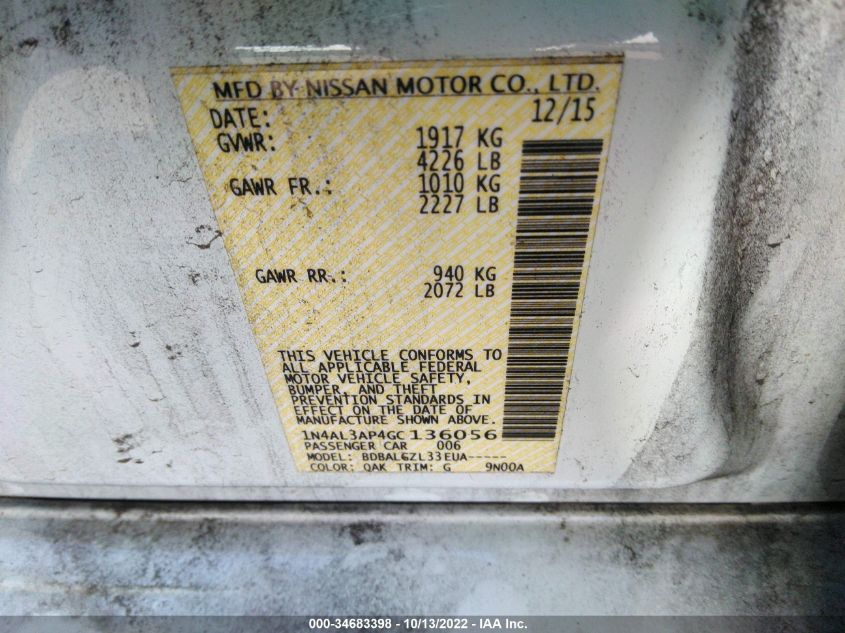 MFD BY NISSAN MOTOR CO., LTD.
DATE: 12/15
GVWR: 1917 KG
4226 LB
GAWR FR.: 1010 KG
2227 LB
GAWR RR.: 940 KG
2072 LB
THIS VEHICLE CONFORMS TO
ALL APPLICABLE FEDERAL
MOTOR VEHICLE SAFETY,
BUMPER, AND THEFT
PREVENTION STANDARDS IN
EFFECT ON THE DATE OF
MANUFACTURE SHOWN ABOVE.
1N4AL3AP4GC136056
PASSENGER CAR 006
MODEL: BDBALGZL33EUA-----
COLOR: QAK TRIM: G 9N00A
000-34683398 - 10/13/2022 - IAA Inc.